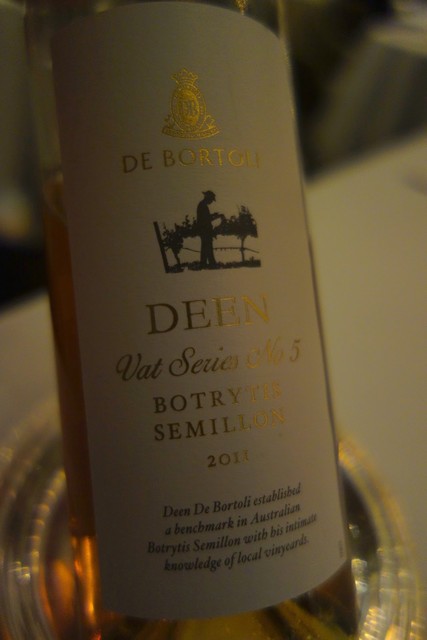 DE BORTOLI
DEEN
Vat Series No 5
BOTRYTIS
SEMILLON
2011
Deen De Bortoli established
a benchmark in Australian
Botrytis Semillon with his intimate
knowledge of local vineyards.